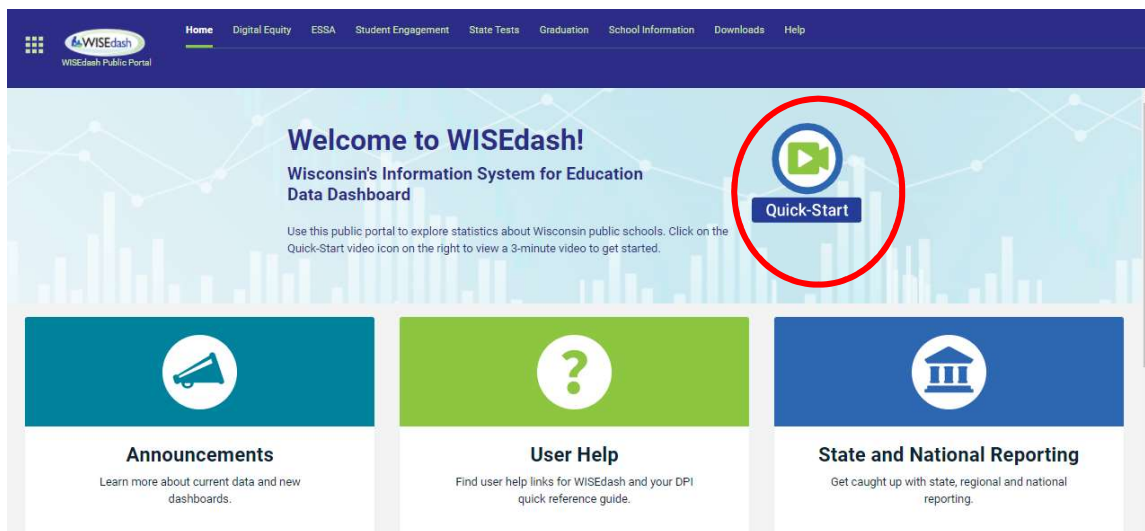 WISEdash
WISEdash Public Portal
Home Digital Equity ESSA Student Engagement State Tests Graduation School Information Downloads Help
Welcome to WISEdash!
Wisconsin's Information System for Education
Data Dashboard
Use this public portal to explore statistics about Wisconsin public schools. Click on the
Quick-Start video icon on the right to view a 3-minute video to get started.
Quick-Start
Announcements
Learn more about current data and new
dashboards.
User Help
Find user help links for WISEdash and your DPI
quick reference guide.
State and National Reporting
Get caught up with state, regional and national
reporting.